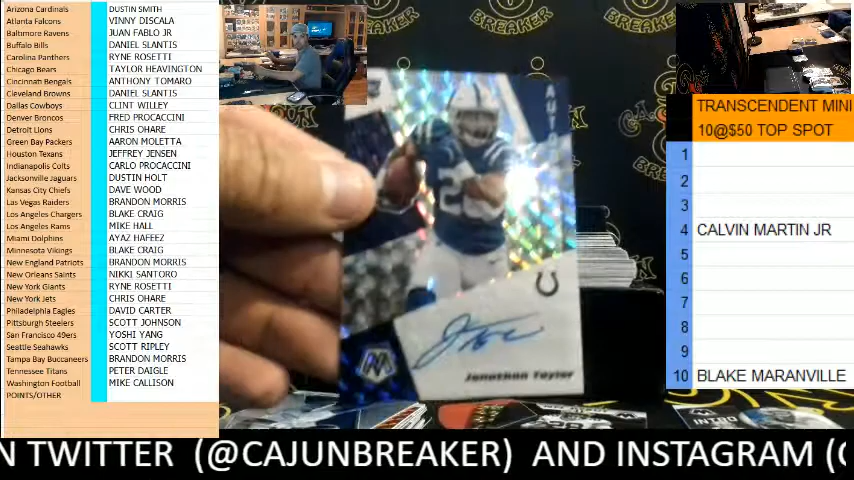 Arizona Cardinals DUSTIN SMITH
Atlanta Falcons VINNY DISCALA
Baltimore Ravens JUAN FABLO JR
Buffalo Bills DANIEL SLANTIS
Carolina Panthers RYNE ROSETTI
Chicago Bears TAYLOR HEAVINGTON
Cincinnati Bengals ANTHONY TOMARO
Cleveland Browns DANIEL SLANTIS
Dallas Cowboys CLINT WILLEY
Denver Broncos FRED PROCACCINI
Detroit Lions CHRIS OHARE
Green Bay Packers AARON MOLETTA
Houston Texans JEFFREY JENSEN
Indianapolis Colts CARLO PROCACCINI
Jacksonville Jaguars DUSTIN HOLT
Kansas City Chiefs DAVE WOOD
Las Vegas Raiders BRANDON MORRIS
Los Angeles Chargers BLAKE CRAIG
Los Angeles Rams MIKE HALL
Miami Dolphins AYAZ HAFEEZ
Minnesota Vikings BLAKE CRAIG
New England Patriots BRANDON MORRIS
New Orleans Saints NIKKI SANTORO
New York Giants RYNE ROSETTI
New York Jets CHRIS OHARE
Philadelphia Eagles DAVID CARTER
Pittsburgh Steelers SCOTT JOHNSON
San Francisco 49ers YOSHI YANG
Seattle Seahawks SCOTT RIPLEY
Tampa Bay Buccaneers BRANDON MORRIS
Tennessee Titans PETER DAIGLE
Washington Football MIKE CALLISON
POINTS/OTHER
BREAKER
BREAKER
AUTO
Jonathan Taylor
TRANSCENDENT MINI
10@$50 TOP SPOT
1
2
3
4 CALVIN MARTIN JR
5
6
7
8
9
10 BLAKE MARANVILLE
N TWITTER (@CAJUNBREAKER) AND INSTAGRAM (